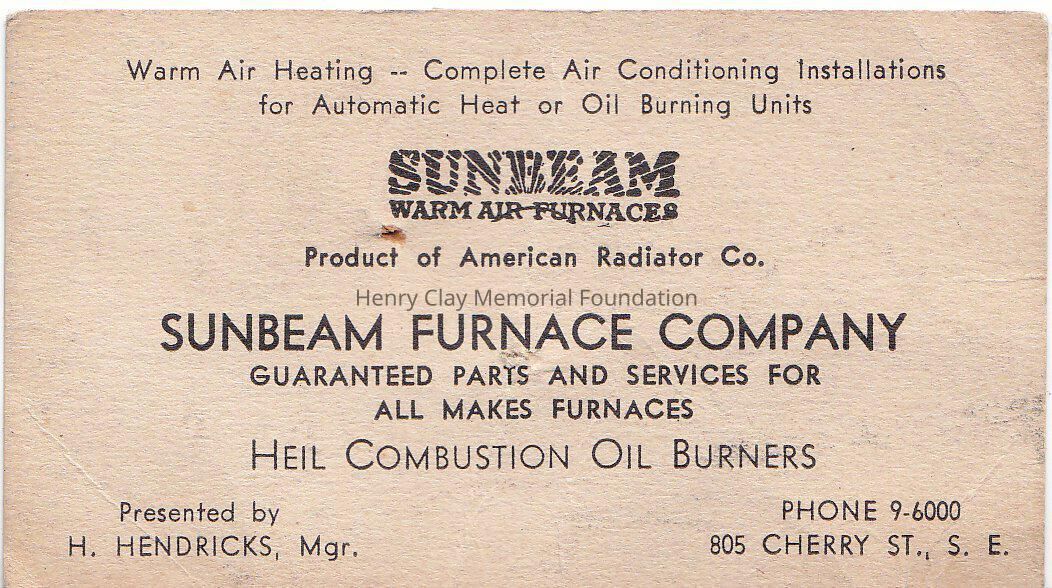 Warm Air Heating -- Complete Air Conditioning Installations
for Automatic Heat or Oil Burning Units
SUNBEAM
WARM AIR FURNACES
Product of American Radiator Co.
Henry Clay Memorial Foundation
SUNBEAM FURNACE COMPANY
GUARANTEED PARTS AND SERVICES FOR
ALL MAKES FURNACES
HEIL COMBUSTION OIL BURNERS
Presented by
H. HENDRICKS, Mgr.
PHONE 9-6000
805 CHERRY ST., S. E.